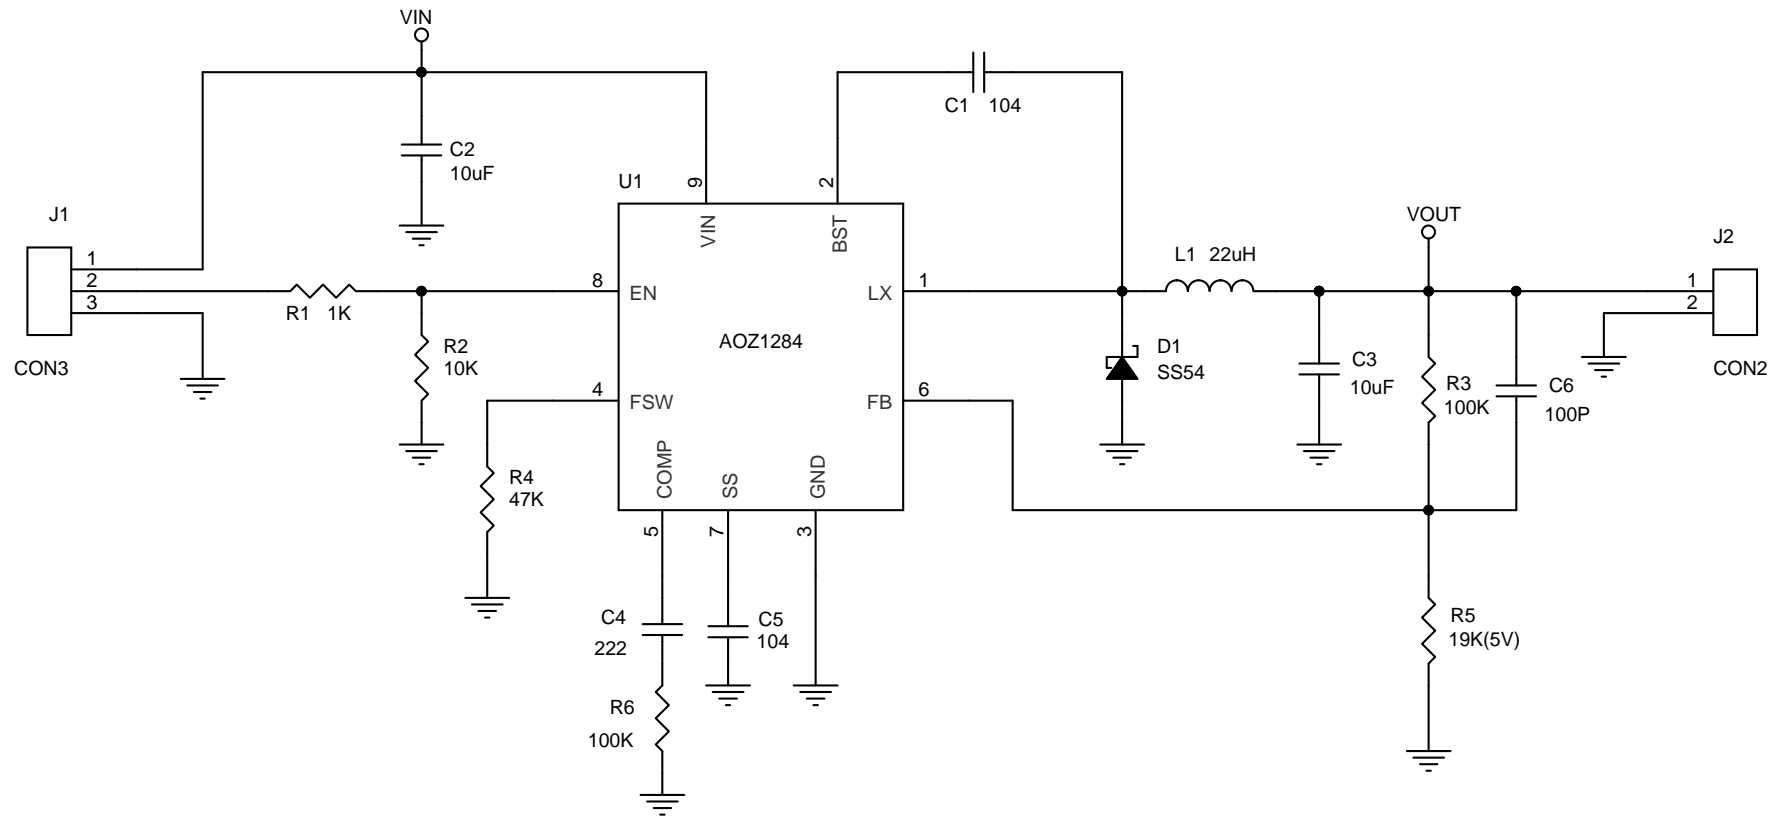 VIN
C1 104
C2
10uF
U1
9
2
VIN
BST
J1
1
2
3
CON3
R1 1K
8
EN
R2
10K
4
FSW
AOZ1284
LX
1
FB
6
L1 22uH
VOUT
J2
1
2
CON2
D1
SS54
C3
10uF
R3
100K
C6
100P
R4
47K
COMP
SS
GND
5
7
3
C4
222
C5
104
R6
100K
R5
19K(5V)